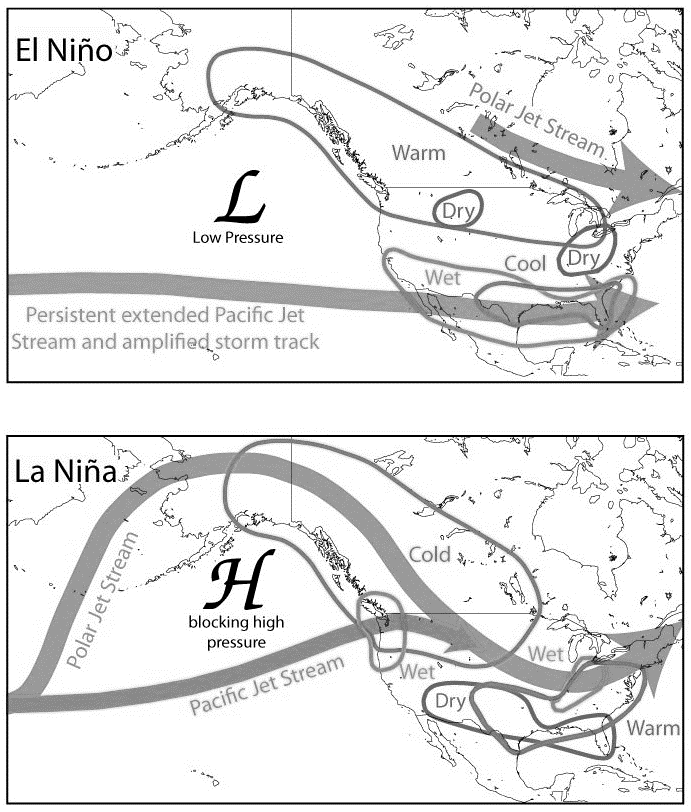 El Niño
Polar Jet Stream
Warm
L
Low Pressure
Dry
Dry
Cool
Wet
Persistent extended Pacific Jet
Stream and amplified storm track
La Niña
Polar Jet Stream
Cold
H
blocking high
pressure
Pacific Jet Stream
Wet
Wet
Dry
Warm